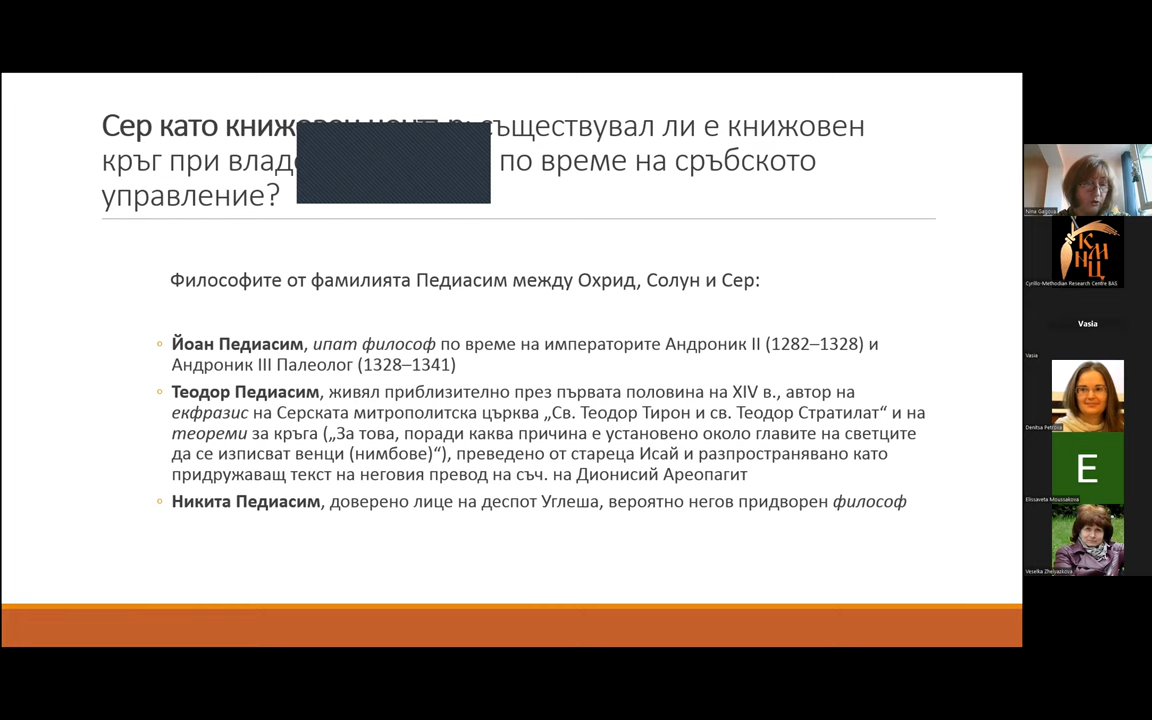 Сер като съществувал ли е книжовен
кръг при по време на сръбското
управление?
Философите от фамилията Педиасим между Охрид, Солун и Сер:
Йоан Педиасим, ипат философ по време на императорите Андроник II (1282–1328) и
Андроник III Палеолог (1328–1341)
Теодор Педиасим, живял приблизително през първата половина на XIV в., автор на
екфразис на Серската митрополитска църква „Св. Теодор Тирон и св. Теодор Стратилат“ и на
теореми за кръга („За това, поради каква причина е установено около главите на светците
да се изписват венци (нимбове)“), преведено от стареца Исай и разпространявано като
придружаващ текст на неговия превод на съч. на Дионисий Ареопагит
Никита Педиасим, доверено лице на деспот Углеша, вероятно негов придворен философ
Nina Gagova
КМ
НЦ
Cyrillo-Methodian Research Centre BAS
Vasia
Vasia
Denitsa Petrova
E
Elissaveta Moussakova
Veselka Zhelyazkova